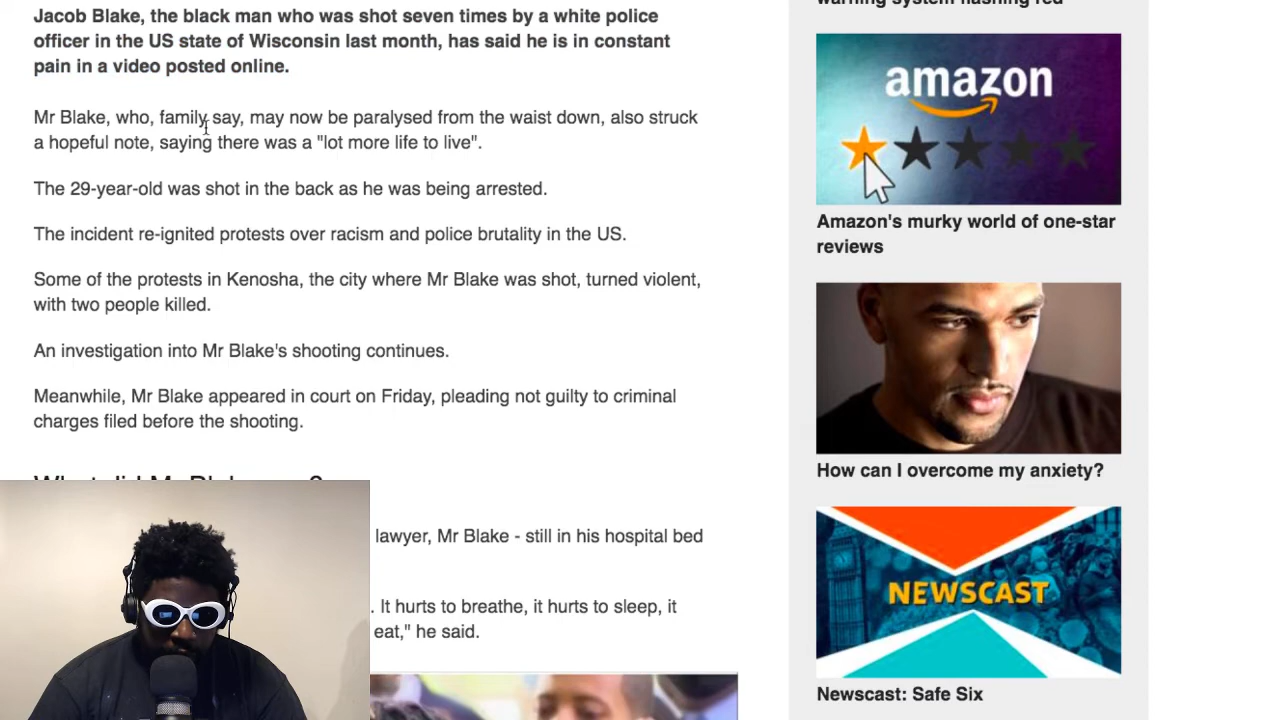 Jacob Blake, the black man who was shot seven times by a white police
officer in the US state of Wisconsin last month, has said he is in constant
pain in a video posted online.
Mr Blake, who, family say, may now be paralysed from the waist down, also struck
a hopeful note, saying there was a "lot more life to live".
The 29-year-old was shot in the back as he was being arrested.
The incident re-ignited protests over racism and police brutality in the US.
Some of the protests in Kenosha, the city where Mr Blake was shot, turned violent,
with two people killed.
An investigation into Mr Blake's shooting continues.
Meanwhile, Mr Blake appeared in court on Friday, pleading not guilty to criminal
charges filed before the shooting.
What did Mr Blake
lawyer, Mr Blake - still in his hospital bed
. It hurts to breathe, it hurts to sleep, it
eat," he said.
warning system flashing red
amazon
Amazon's murky world of one-star
reviews
How can I overcome my anxiety?
NEWSCAST
Newscast: Safe Six